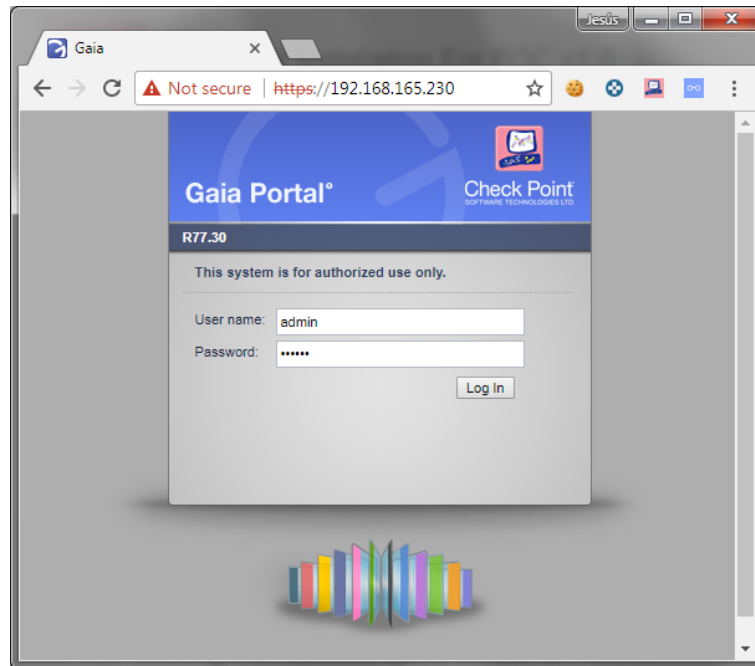 Jesús
Gaia
Not secure | https://192.168.165.230
Gaia Portal°
Check Point
SOFTWARE TECHNOLOGIES LTD.
R77.30
This system is for authorized use only.
User name: admin
Password: ••••••
Log In